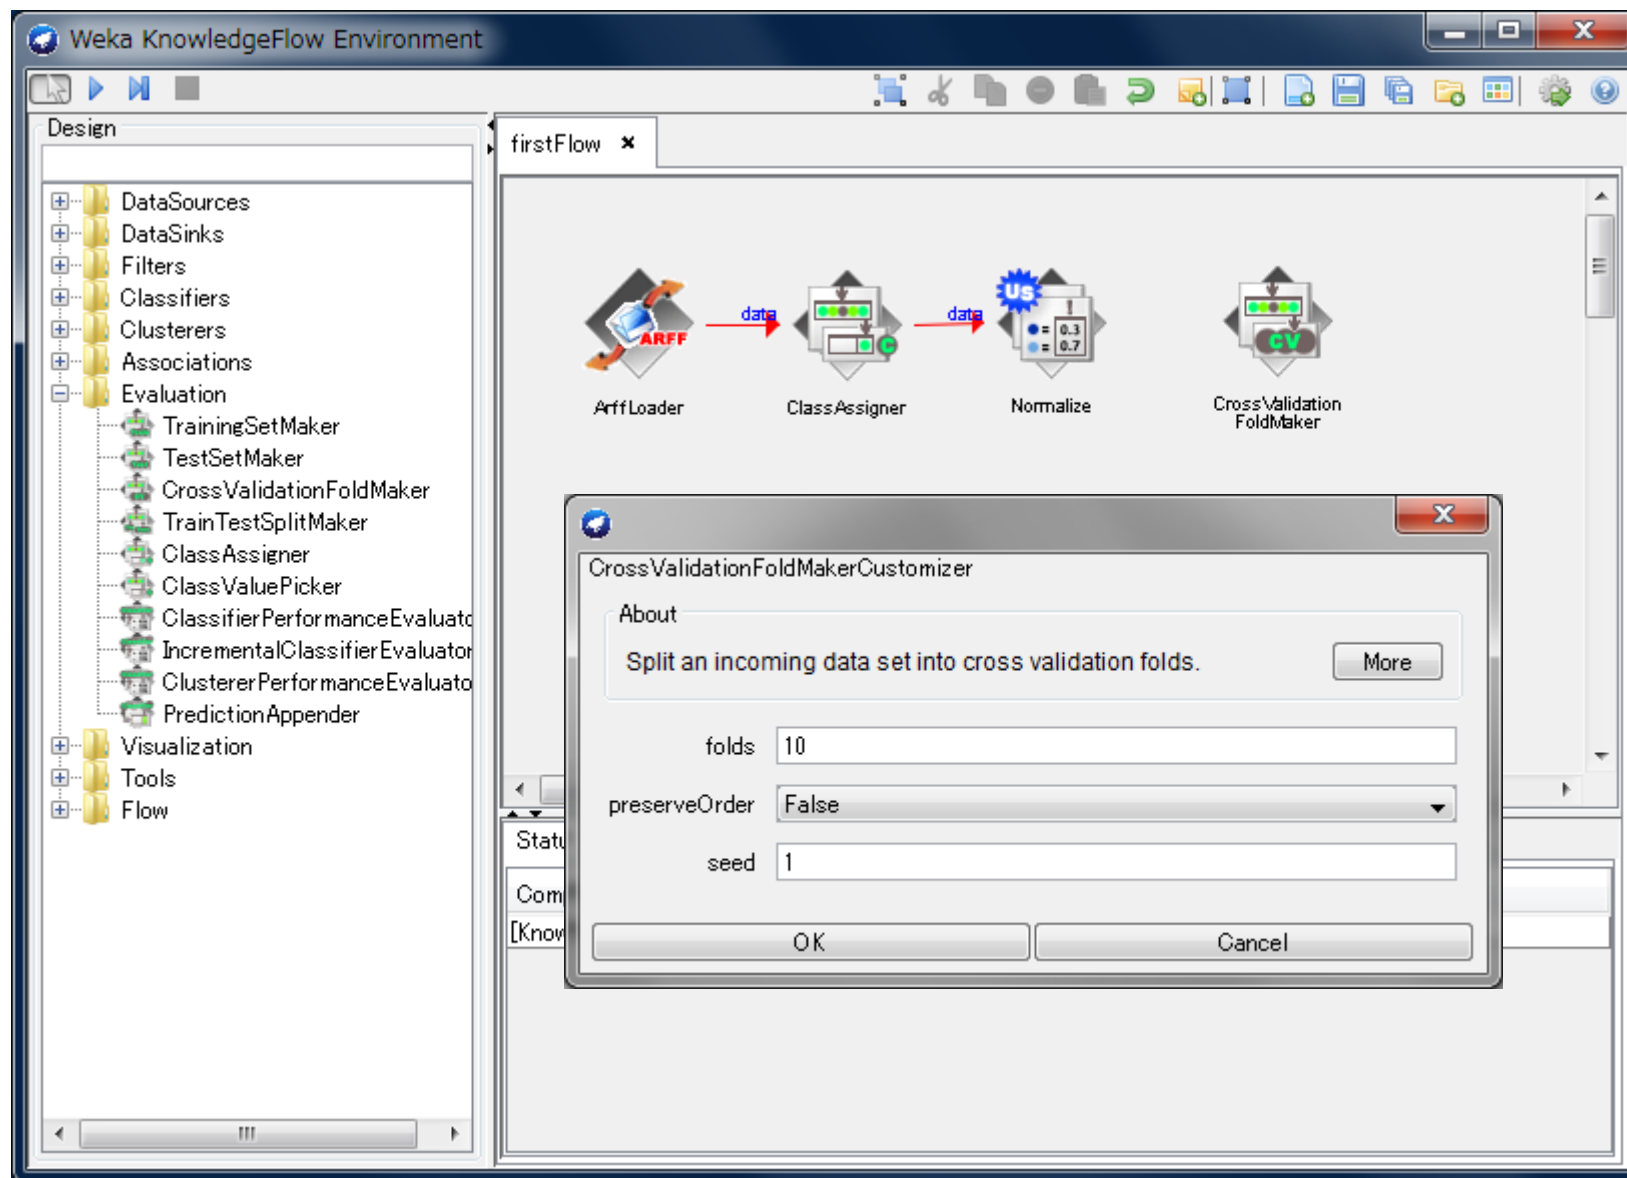 Weka KnowledgeFlow Environment
Design
firstFlow
DataSources
DataSinks
Filters
Classifiers
Clusterers
Associations
Evaluation
TrainingSetMaker
TestSetMaker
CrossValidationFoldMaker
TrainTestSplitMaker
ClassAssigner
ClassValuePicker
ClassifierPerformanceEvaluato
IncrementalClassifierEvaluator
ClustererPerformanceEvaluato
PredictionAppender
Visualization
Tools
Flow
data
data
US
ARFF
C
! 
= 0.3
= 0.7
CV
ArffLoader
ClassAssigner
Normalize
CrossValidation
FoldMaker
CrossValidationFoldMakerCustomizer
About
Split an incoming data set into cross validation folds.
More
folds
10
preserveOrder
False
seed
1
OK
Cancel
Statu
Com
[Know